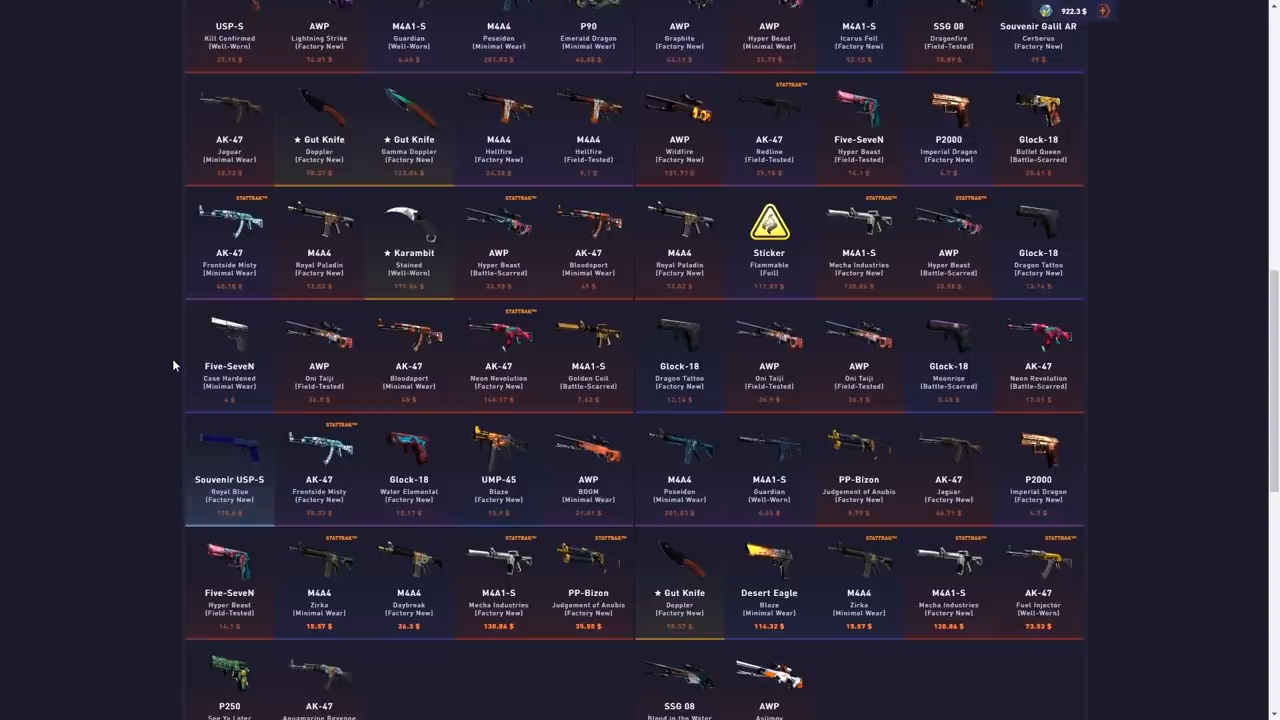 922.3 $
USP-S AWP M4A1-S M4A4 P90 AWP AWP M4A1-S SSG 08 Souvenir Galil AR
Kill Confirmed Lightning Strike Guardian Poseidon Emerald Dragon Graphite Hyper Beast Icarus Fell Dragonfire Cerberus
(Well-Worn) (Factory New) (Well-Worn) (Minimal Wear) (Minimal Wear) (Factory New) (Minimal Wear) (Factory New) (Field-Tested) (Factory New)
STATTRAK™
AK-47 ★ Gut Knife ★ Gut Knife M4A4 M4A4 AWP AK-47 Five-SeveN P2000 Glock-18
Jaguar Doppler Gamma Doppler Hellfire Hellfire Wildfire Redline Hyper Beast Imperial Dragon Bullet Queen
(Minimal Wear) (Factory New) (Factory New) (Factory New) (Field-Tested) (Factory New) (Field-Tested) (Field-Tested) (Factory New) (Battle-Scarred)
STATTRAK™ STATTRAK™ STATTRAK™ STATTRAK™
AK-47 M4A4 ★ Karambit AWP AK-47 M4A4 Sticker M4A1-S AWP Glock-18
Frontside Misty Royal Paladin Stained Hyper Beast Bloodsport Royal Paladin Flammable Mecha Industries Hyper Beast Dragon Tattoo
(Minimal Wear) (Factory New) (Well-Worn) (Battle-Scarred) (Minimal Wear) (Factory New) (Foil) (Factory New) (Battle-Scarred) (Factory New)
STATTRAK™
Five-SeveN AWP AK-47 AK-47 M4A1-S Glock-18 AWP AWP Glock-18 AK-47
Case Hardened Oni Taiji Bloodsport Neon Revolution Golden Coil Dragon Tattoo Oni Taiji Oni Taiji Moonrise Neon Revolution
(Minimal Wear) (Field-Tested) (Minimal Wear) (Factory New) (Battle-Scarred) (Factory New) (Field-Tested) (Field-Tested) (Battle-Scarred) (Battle-Scarred)
STATTRAK™
Souvenir USP-S AK-47 Glock-18 UMP-45 AWP M4A4 M4A1-S PP-Bizon AK-47 P2000
Royal Blue Frontside Misty Water Elemental Blaze BOOM Poseidon Guardian Judgement of Anubis Jaguar Imperial Dragon
(Factory New) (Factory New) (Factory New) (Factory New) (Field-Tested) (Minimal Wear) (Well-Worn) (Factory New) (Factory New) (Factory New)
STATTRAK™ STATTRAK™ STATTRAK™ STATTRAK™ STATTRAK™ STATTRAK™
Five-SeveN M4A4 M4A4 M4A1-S PP-Bizon ★ Gut Knife Desert Eagle M4A4 M4A1-S AK-47
Hyper Beast Zirka Daybreak Mecha Industries Judgement of Anubis Doppler Blaze Zirka Mecha Industries Fuel Injector
(Field-Tested) (Minimal Wear) (Factory New) (Factory New) (Factory New) (Factory New) (Minimal Wear) (Minimal Wear) (Factory New) (Well-Worn)
14.1 $ 15.57 $ 26.3 $ 130.86 $ 35.55 $ 114.32 $ 15.57 $ 130.86 $ 73.53 $
P250 AK-47 SSG 08 AWP
See Ya Later Aquamarine Revenge Blood in the Water Asiimov